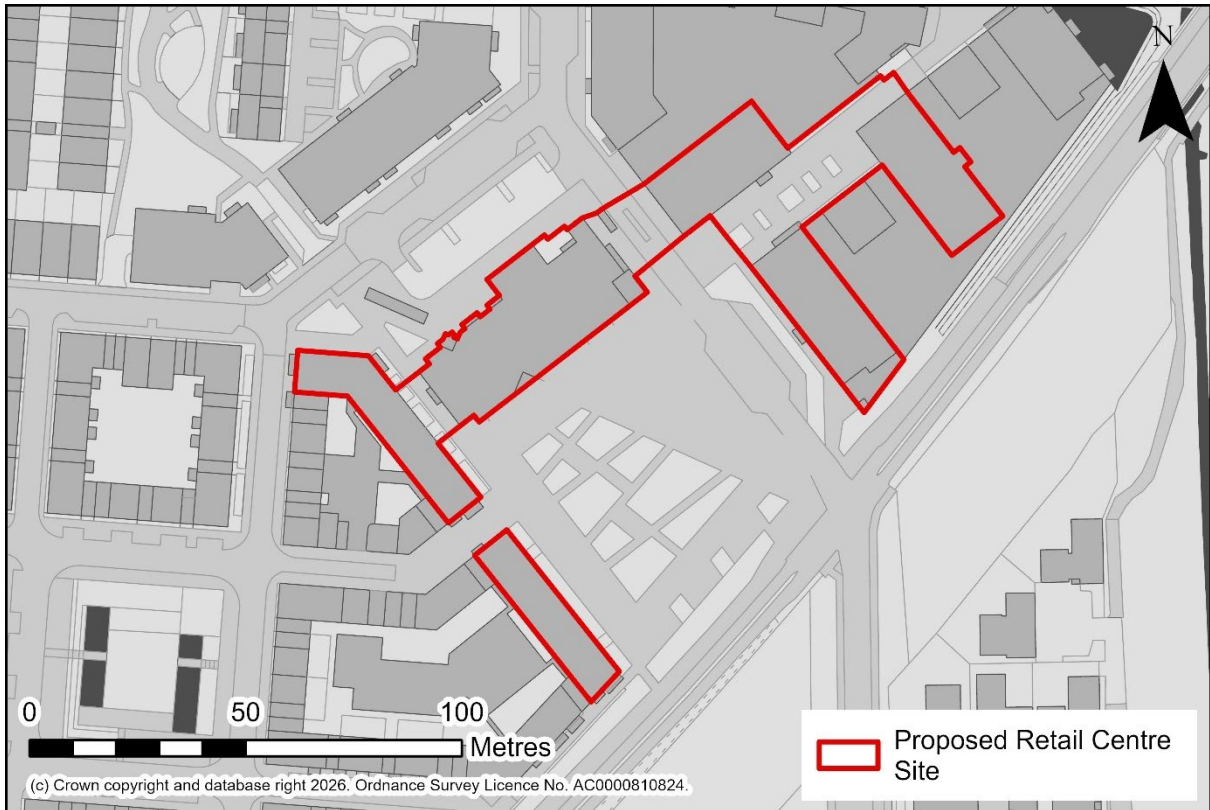 N
0 50 100
Metres
(c) Crown copyright and database right 2026. Ordnance Survey Licence No. AC0000810824.
Proposed Retail Centre
Site